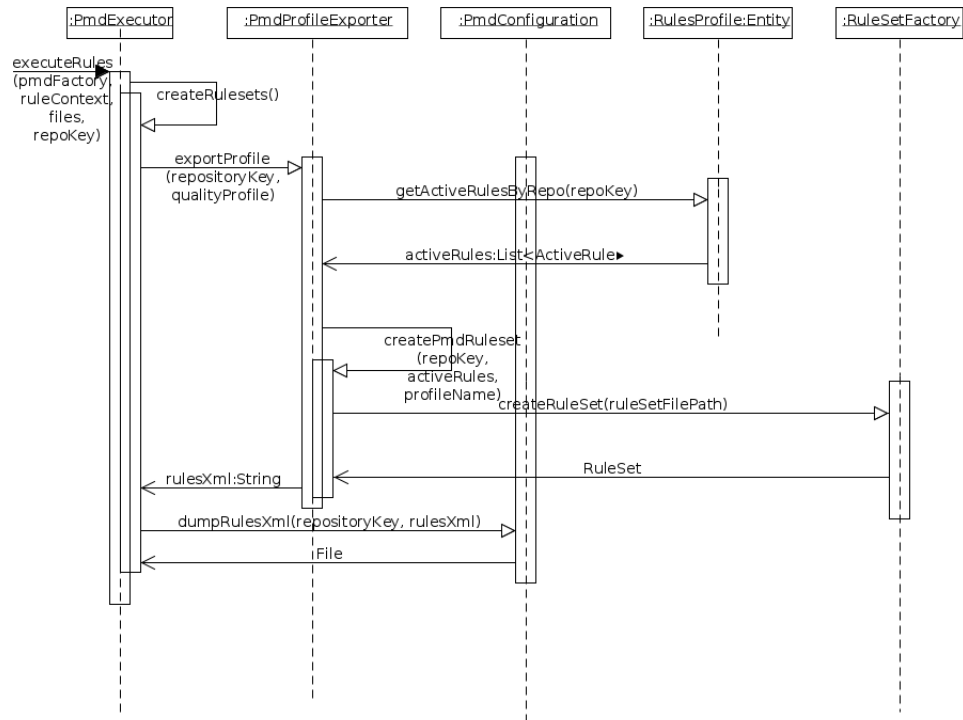 :PmdExecutor
:PmdProfileExporter
:PmdConfiguration
:RulesProfile:Entity
:RuleSetFactory
executeRules
(pmdFactory,
ruleContext,
files,
repoKey)
createRulesets()
exportProfile
(repositoryKey,
qualityProfile)
getActiveRulesByRepo(repoKey)
activeRules:List<ActiveRule>
createPmdRuleset
(repoKey,
activeRules,
profileName)
createRuleSet(ruleSetFilePath)
RuleSet
rulesXml:String
dumpRulesXml(repositoryKey, rulesXml)
File